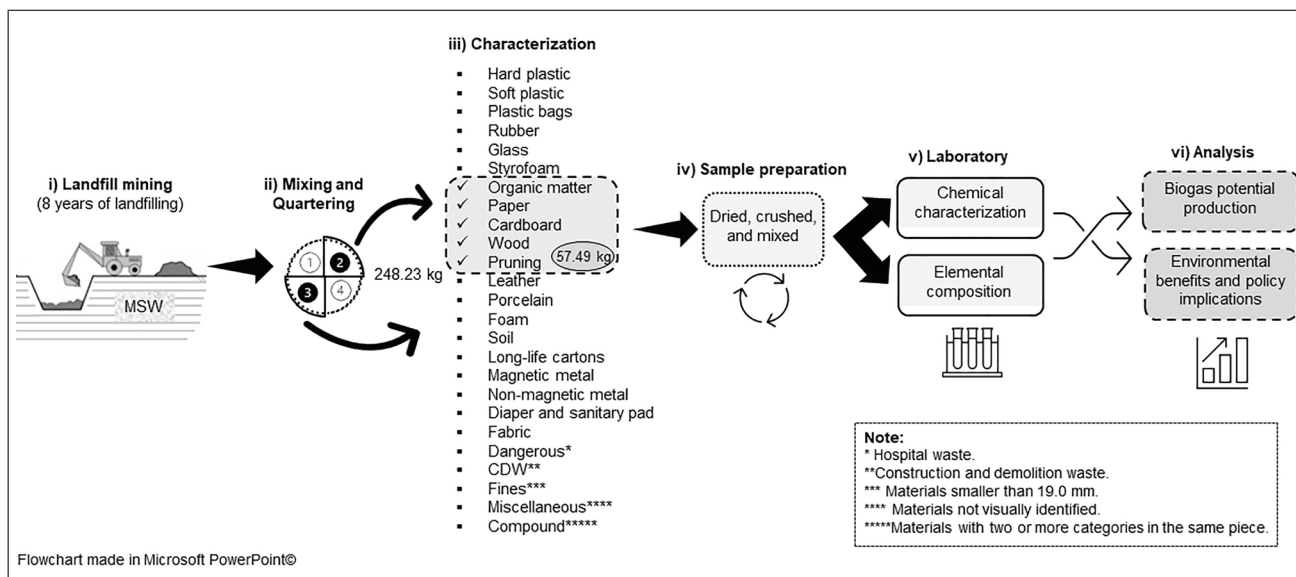 i) Landfill mining
(8 years of landfilling)
MSW
ii) Mixing and
Quartering
1
2
3
4
248.23 kg
iii) Characterization
▪ Hard plastic
▪ Soft plastic
▪ Plastic bags
▪ Rubber
▪ Glass
▪ Styrofoam
✓ Organic matter
✓ Paper
✓ Cardboard
✓ Wood
✓ Pruning
57.49 kg
▪ Leather
▪ Porcelain
▪ Foam
▪ Soil
▪ Long-life cartons
▪ Magnetic metal
▪ Non-magnetic metal
▪ Diaper and sanitary pad
▪ Fabric
▪ Dangerous*
▪ CDW**
▪ Fines***
▪ Miscellaneous****
▪ Compound*****
iv) Sample preparation
Dried, crushed,
and mixed
v) Laboratory
Chemical
characterization
Elemental
composition
vi) Analysis
Biogas potential
production
Environmental
benefits and policy
implications
Note:
* Hospital waste.
**Construction and demolition waste.
*** Materials smaller than 19.0 mm.
**** Materials not visually identified.
*****Materials with two or more categories in the same piece.
Flowchart made in Microsoft PowerPoint©